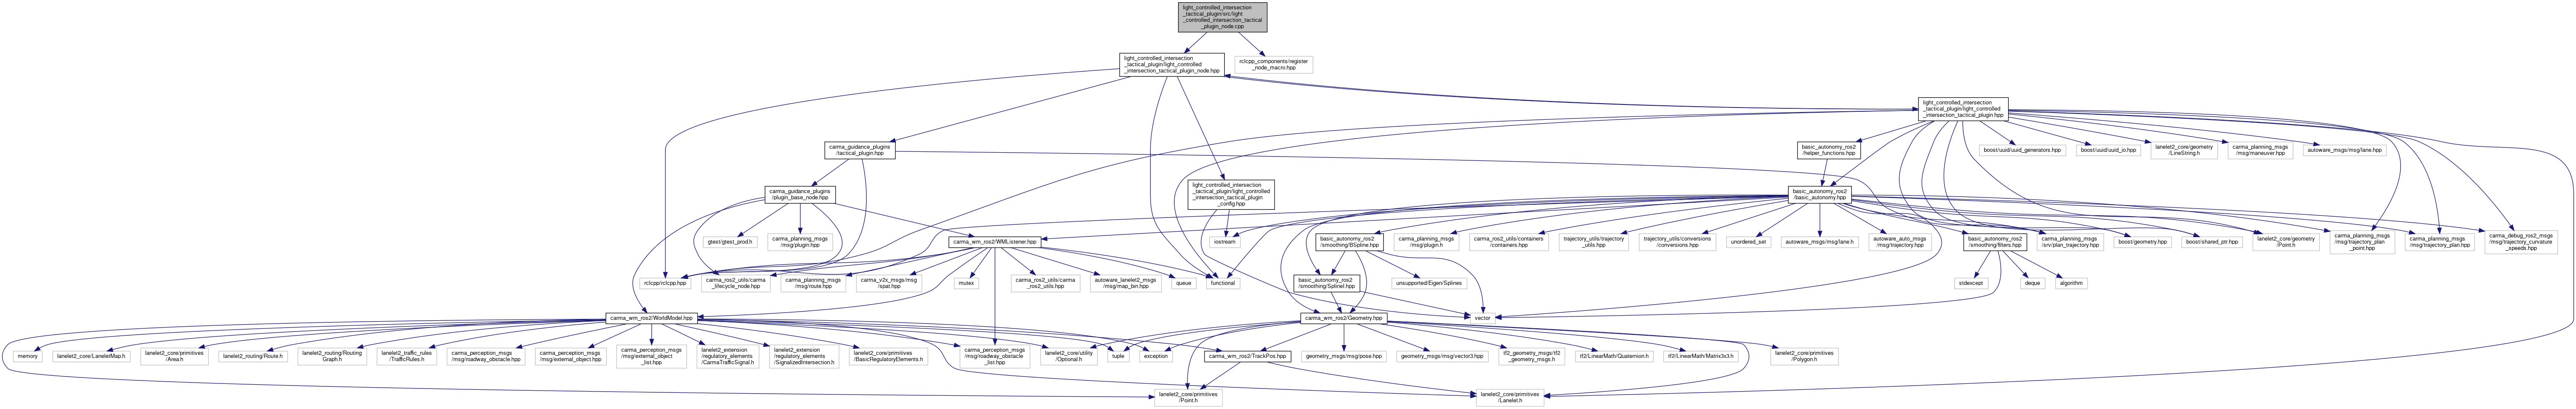 light_controlled_intersection
_tactical_plugin/src/light
_controlled_intersection_tactical
_plugin_node.cpp
light_controlled_intersection
_tactical_plugin/light_controlled
_intersection_tactical_plugin_node.hpp
rclcpp_components/register
_node_macro.hpp
light_controlled_intersection
_tactical_plugin/light_controlled
_intersection_tactical_plugin.hpp
carma_guidance_plugins
/tactical_plugin.hpp
basic_autonomy_ros2
/helper_functions.hpp
boost/uuid/uuid_generators.hpp
boost/uuid/uuid_io.hpp
lanelet2_core/geometry
/LineString.h
carma_planning_msgs
/msg/maneuver.hpp
autoware_msgs/msg/lane.hpp
carma_guidance_plugins
/plugin_base_node.hpp
light_controlled_intersection
_tactical_plugin/light_controlled
_intersection_tactical_plugin
_config.hpp
basic_autonomy_ros2
/basic_autonomy.hpp
gtest/gtest_prod.h
carma_planning_msgs
/msg/plugin.hpp
carma_wm_ros2/WMListener.hpp
iostream
basic_autonomy_ros2
/smoothing/BSpline.hpp
carma_planning_msgs
/msg/plugin.h
carma_ros2_utils/containers
/containers.hpp
trajectory_utils/trajectory
_utils.hpp
trajectory_utils/conversions
/conversions.hpp
unordered_set
autoware_msgs/msg/lane.h
autoware_auto_msgs
/msg/trajectory.hpp
basic_autonomy_ros2
/smoothing/filters.hpp
carma_planning_msgs
/srv/plan_trajectory.hpp
boost/geometry.hpp
boost/shared_ptr.hpp
lanelet2_core/geometry
/Point.h
carma_planning_msgs
/msg/trajectory_plan
_point.hpp
carma_planning_msgs
/msg/trajectory_plan.hpp
carma_debug_ros2_msgs
/msg/trajectory_curvature
_speeds.hpp
rclcpp/rclcpp.hpp
carma_ros2_utils/carma
_lifecycle_node.hpp
carma_planning_msgs
/msg/route.hpp
carma_v2x_msgs/msg
/spat.hpp
mutex
carma_ros2_utils/carma
_ros2_utils.hpp
autoware_lanelet2_msgs
/msg/map_bin.hpp
queue
functional
basic_autonomy_ros2
/smoothing/SplineI.hpp
unsupported/Eigen/Splines
stdexcept
deque
algorithm
carma_wm_ros2/WorldModel.hpp
carma_wm_ros2/Geometry.hpp
vector
memory
lanelet2_core/LaneletMap.h
lanelet2_core/primitives
/Area.h
lanelet2_routing/Route.h
lanelet2_routing/Routing
Graph.h
lanelet2_traffic_rules
/TrafficRules.h
carma_perception_msgs
/msg/roadway_obstacle.hpp
carma_perception_msgs
/msg/external_object.hpp
carma_perception_msgs
/msg/external_object
_list.hpp
lanelet2_extension
/regulatory_elements
/CarmaTrafficSignal.h
lanelet2_extension
/regulatory_elements
/SignalizedIntersection.h
lanelet2_core/primitives
/BasicRegulatoryElements.h
carma_perception_msgs
/msg/roadway_obstacle
_list.hpp
lanelet2_core/utility
/Optional.h
tuple
exception
carma_wm_ros2/TrackPos.hpp
geometry_msgs/msg/pose.hpp
geometry_msgs/msg/vector3.hpp
tf2_geometry_msgs/tf2
_geometry_msgs.h
tf2/LinearMath/Quaternion.h
tf2/LinearMath/Matrix3x3.h
lanelet2_core/primitives
/Polygon.h
lanelet2_core/primitives
/Point.h
lanelet2_core/primitives
/Lanelet.h